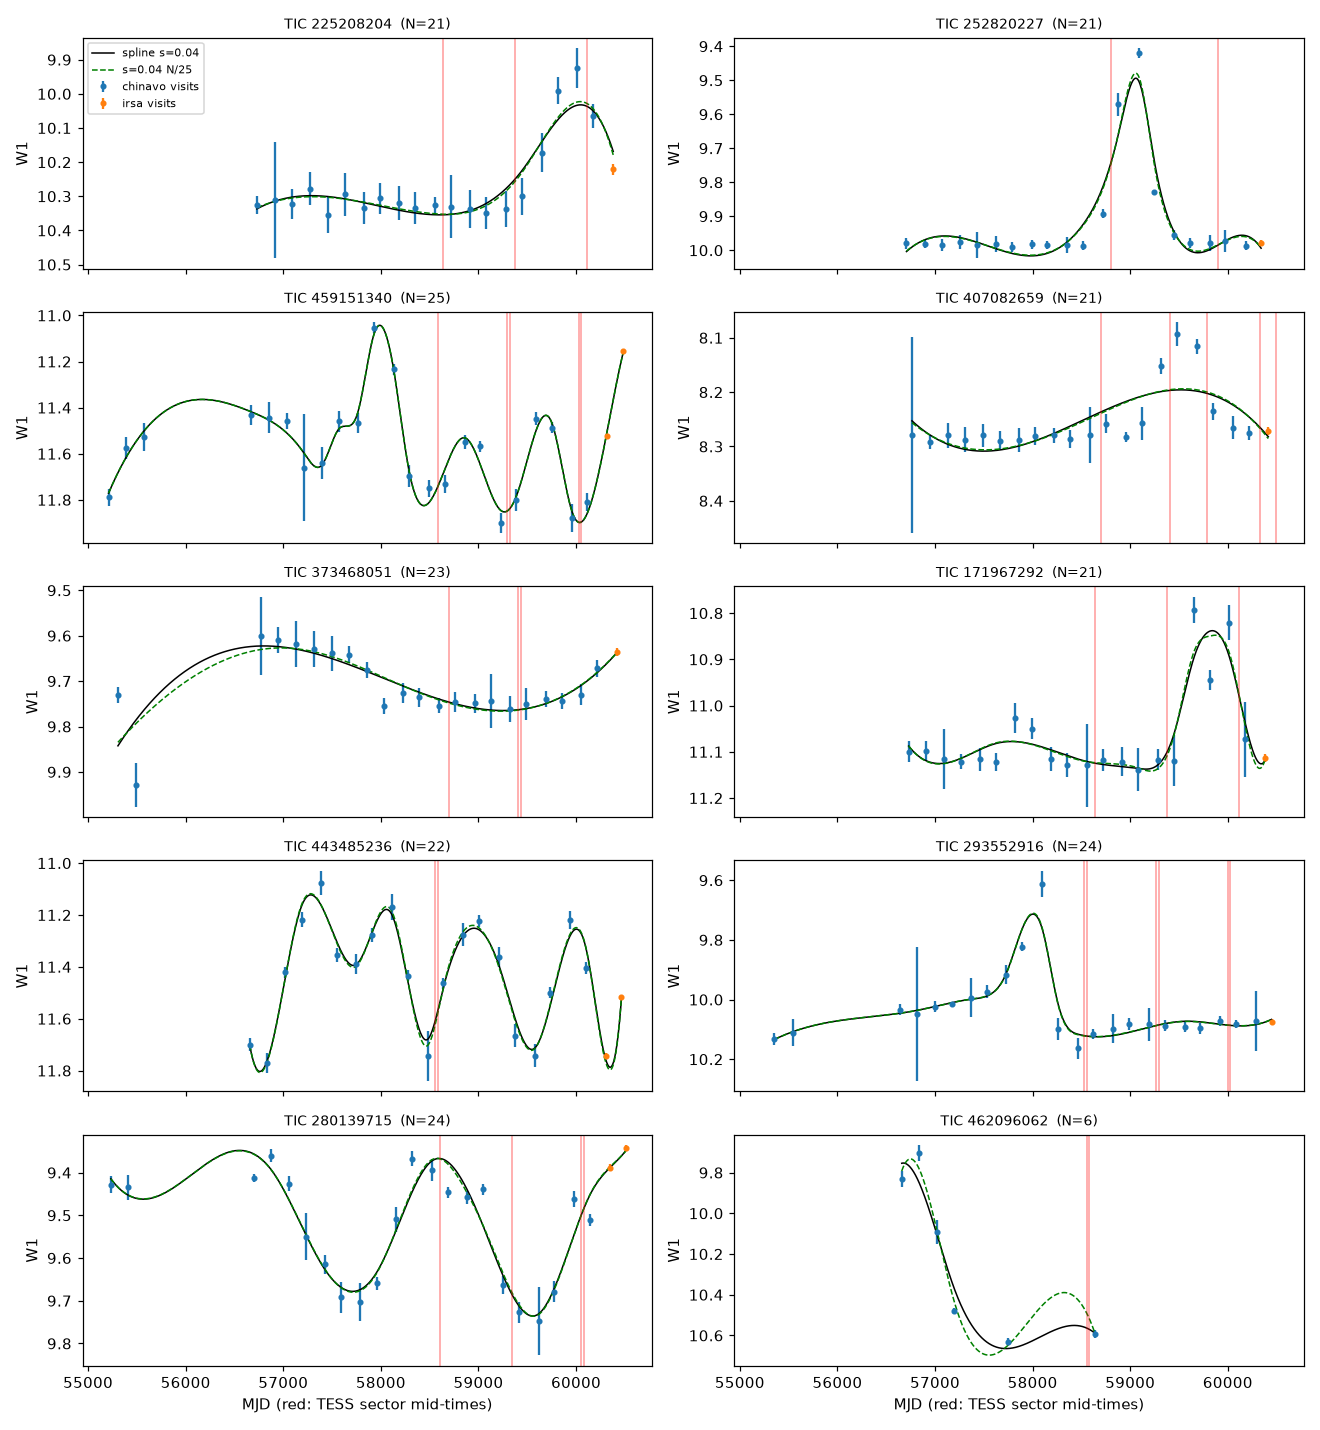 TIC 225208204 (N=21)
W1
9.9
10.0
10.1
10.2
10.3
10.4
10.5
spline s=0.04
s=0.04 N/25
chinavo visits
irsa visits
TIC 252820227 (N=21)
W1
9.4
9.5
9.6
9.7
9.8
9.9
10.0
TIC 459151340 (N=25)
W1
11.0
11.2
11.4
11.6
11.8
TIC 407082659 (N=21)
W1
8.1
8.2
8.3
8.4
TIC 373468051 (N=23)
W1
9.5
9.6
9.7
9.8
9.9
TIC 171967292 (N=21)
W1
10.8
10.9
11.0
11.1
11.2
TIC 443485236 (N=22)
W1
11.0
11.2
11.4
11.6
11.8
TIC 293552916 (N=24)
W1
9.6
9.8
10.0
10.2
TIC 280139715 (N=24)
W1
9.4
9.5
9.6
9.7
9.8
55000 56000 57000 58000 59000 60000
MJD (red: TESS sector mid-times)
TIC 462096062 (N=6)
W1
9.8
10.0
10.2
10.4
10.6
55000 56000 57000 58000 59000 60000
MJD (red: TESS sector mid-times)